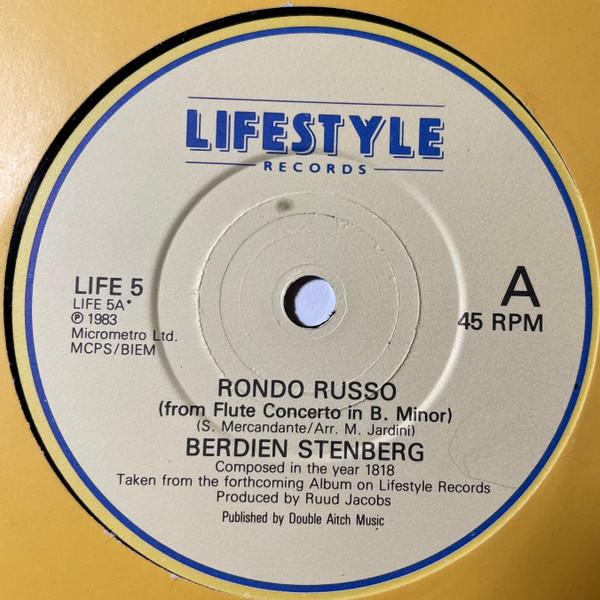 LIFESTYLE
RECORDS
LIFE 5
LIFE 5A*
℗ 1983
Micrometro Ltd.
MCPS/BIEM
A
45 RPM
RONDO RUSSO
(from Flute Concerto in B. Minor)
(S. Mercandante/Arr. M. Jardini)
BERDIEN STENBERG
Composed in the year 1818
Taken from the forthcoming Album on Lifestyle Records
Produced by Ruud Jacobs
Published by Double Aitch Music